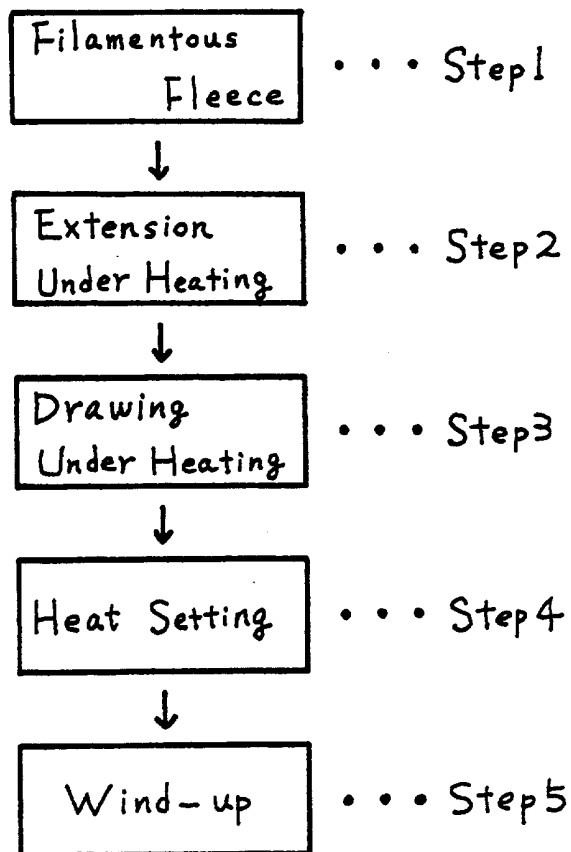 Filamentous
Fleece
• • • Step1
Extension
Under Heating
• • • Step2
Drawing
Under Heating
• • • Step3
Heat Setting • • • Step4
Wind-up • • • Step5